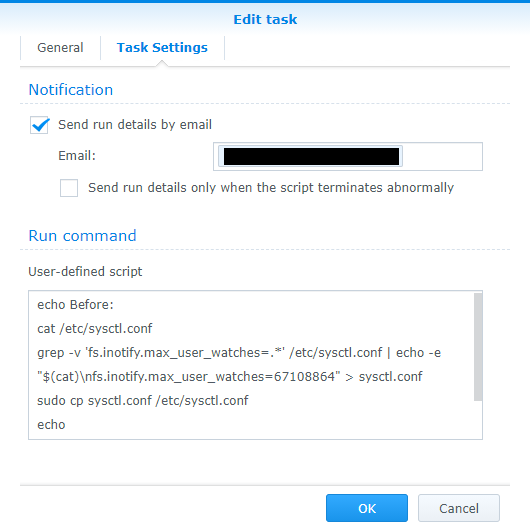 Edit task
General
Task Settings
Notification
Send run details by email
Email:
Send run details only when the script terminates abnormally
Run command
User-defined script
echo Before:
cat /etc/sysctl.conf
grep -v 'fs.inotify.max_user_watches=.*' /etc/sysctl.conf | echo -e
"$(cat)\nfs.inotify.max_user_watches=67108864" > sysctl.conf
sudo cp sysctl.conf /etc/sysctl.conf
echo
OK
Cancel